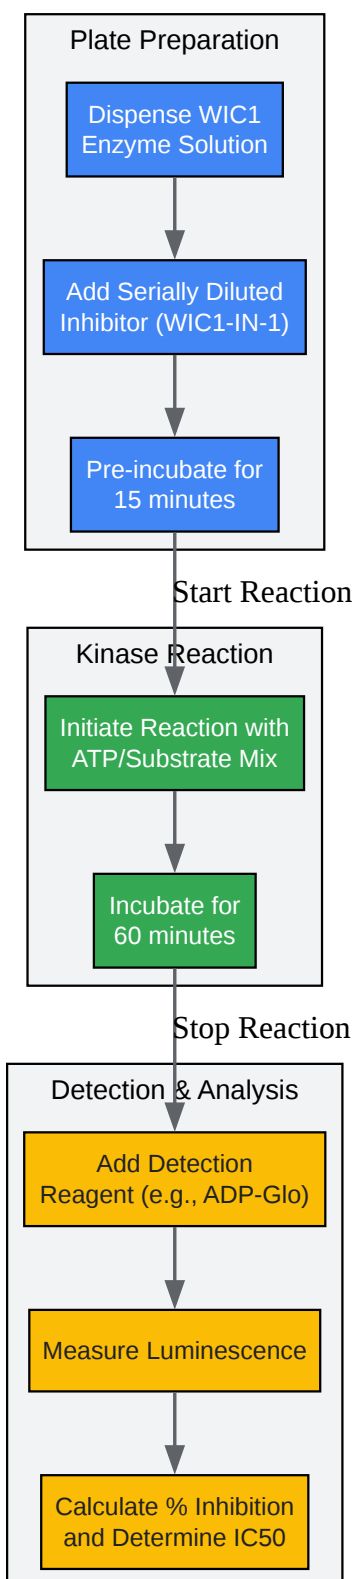 Plate Preparation
Dispense WIC1
Enzyme Solution
Add Serially Diluted
Inhibitor (WIC1-IN-1)
Pre-incubate for
15 minutes
Start Reaction
Kinase Reaction
Initiate Reaction with
ATP/Substrate Mix
Incubate for
60 minutes
Stop Reaction
Detection & Analysis
Add Detection
Reagent (e.g., ADP-Glo)
Measure Luminescence
Calculate % Inhibition
and Determine IC50